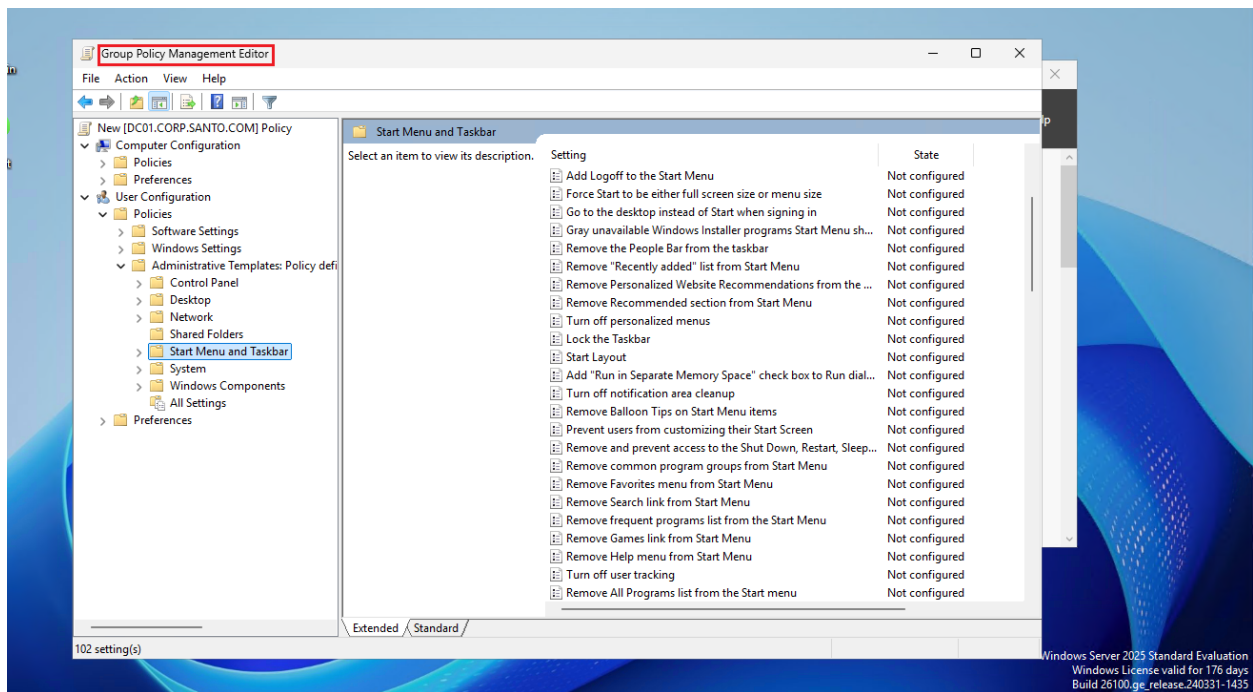 Group Policy Management Editor
File Action View Help
New [DC01.CORP.SANTO.COM] Policy
Computer Configuration
Policies
Preferences
User Configuration
Policies
Software Settings
Windows Settings
Administrative Templates: Policy defi
Control Panel
Desktop
Network
Shared Folders
Start Menu and Taskbar
System
Windows Components
All Settings
Preferences
Start Menu and Taskbar
Select an item to view its description.
Setting State
Add Logoff to the Start Menu Not configured
Force Start to be either full screen size or menu size Not configured
Go to the desktop instead of Start when signing in Not configured
Gray unavailable Windows Installer programs Start Menu sh... Not configured
Remove the People Bar from the taskbar Not configured
Remove "Recently added" list from Start Menu Not configured
Remove Personalized Website Recommendations from the ... Not configured
Remove Recommended section from Start Menu Not configured
Turn off personalized menus Not configured
Lock the Taskbar Not configured
Start Layout Not configured
Add "Run in Separate Memory Space" check box to Run dial... Not configured
Turn off notification area cleanup Not configured
Remove Balloon Tips on Start Menu items Not configured
Prevent users from customizing their Start Screen Not configured
Remove and prevent access to the Shut Down, Restart, Sleep... Not configured
Remove common program groups from Start Menu Not configured
Remove Favorites menu from Start Menu Not configured
Remove Search link from Start Menu Not configured
Remove frequent programs list from the Start Menu Not configured
Remove Games link from Start Menu Not configured
Remove Help menu from Start Menu Not configured
Turn off user tracking Not configured
Remove All Programs list from the Start menu Not configured
Extended Standard
102 setting(s)
Windows Server 2025 Standard Evaluation
Windows License valid for 176 days
Build 26100.ge_release.240331-1435